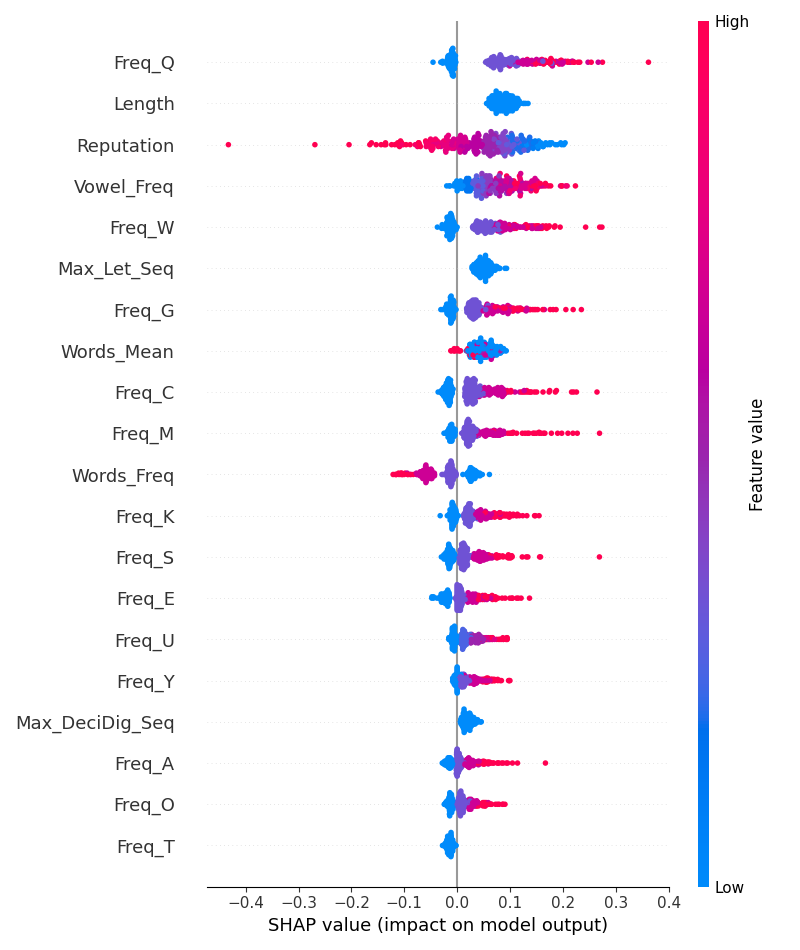 High
Freq_Q
Length
Reputation
Vowel_Freq
Freq_W
Max_Let_Seq
Freq_G
Words_Mean
Freq_C
Freq_M
Words_Freq
Freq_K
Freq_S
Freq_E
Freq_U
Freq_Y
Max_DeciDig_Seq
Freq_A
Freq_O
Freq_T
Feature value
Low
−0.4 −0.3 −0.2 −0.1 0.0 0.1 0.2 0.3 0.4
SHAP value (impact on model output)